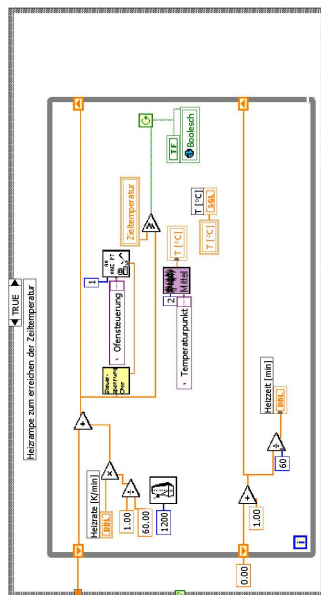 TRUE
Heizrampe zum erreichen der Zeiltemperatur
Heizrate [K/min]
DBL
1.00
60.00
1200
1
Ofensteuerung
Zieltemperatur
TF
Boolesch
2
Mittel
Temperaturpunkt
T [°C]
T [°C]
T [°C]
SGL
0.00
1.00
60
Heizzeit [min]
DBL
i